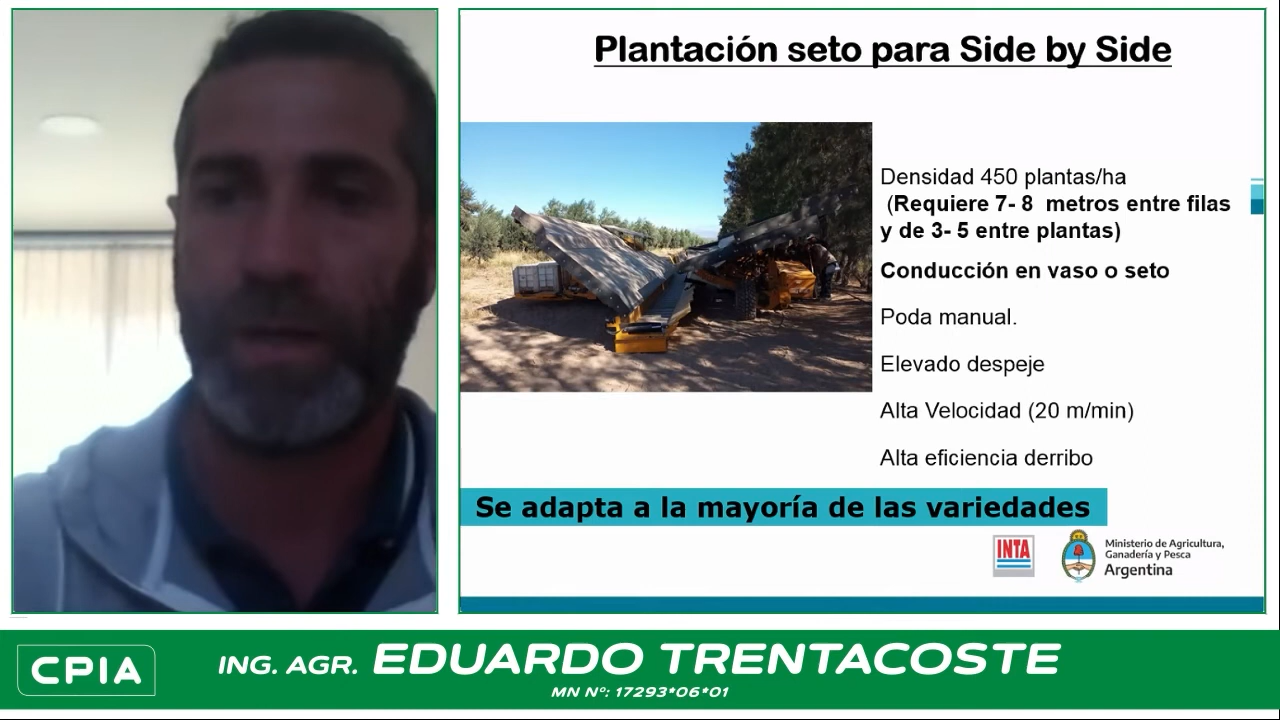 Plantación seto para Side by Side
Densidad 450 plantas/ha
(Requiere 7- 8 metros entre filas
y de 3- 5 entre plantas)
Conducción en vaso o seto
Poda manual.
Elevado despeje
Alta Velocidad (20 m/min)
Alta eficiencia derribo
Se adapta a la mayoría de las variedades
INTA
Ministerio de Agricultura,
Ganadería y Pesca
Argentina
CPIA
ING. AGR. EDUARDO TRENTACOSTE
MN Nº: 17293*06*01